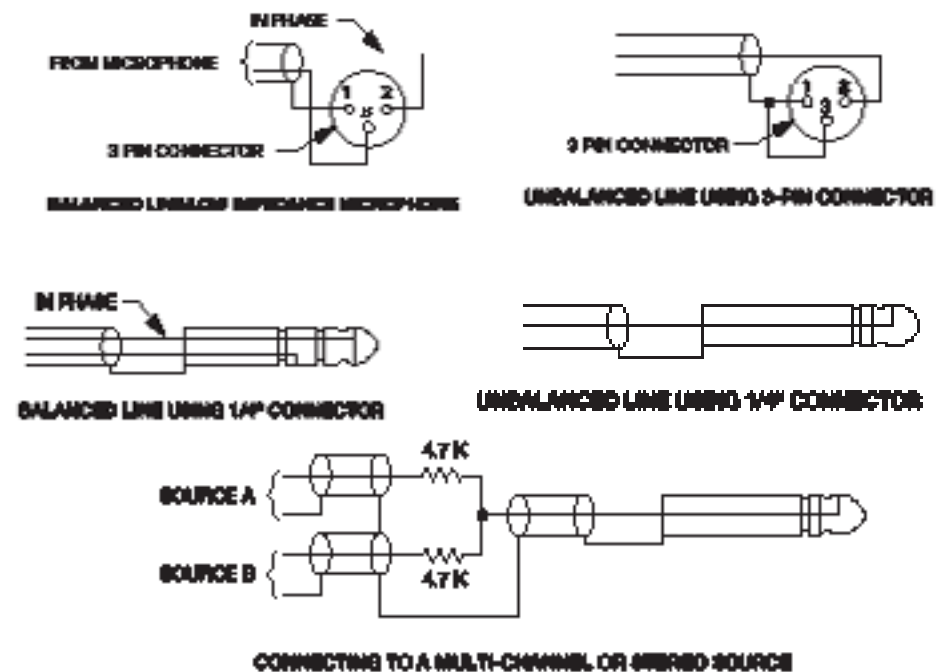 IN PHASE
FROM MICROPHONE
1 2
3
3 PIN CONNECTOR
BALANCED LINE/LOW IMPEDANCE MICROPHONE
1 2
3
3 PIN CONNECTOR
UNBALANCED LINE USING 3-PIN CONNECTOR
IN PHASE
BALANCED LINE USING 1/4" CONNECTOR
UNBALANCED LINE USING 1/4" CONNECTOR
4.7 K
SOURCE A
SOURCE B
4.7 K
CONNECTING TO A MULTI-CHANNEL OR STEREO SOURCE